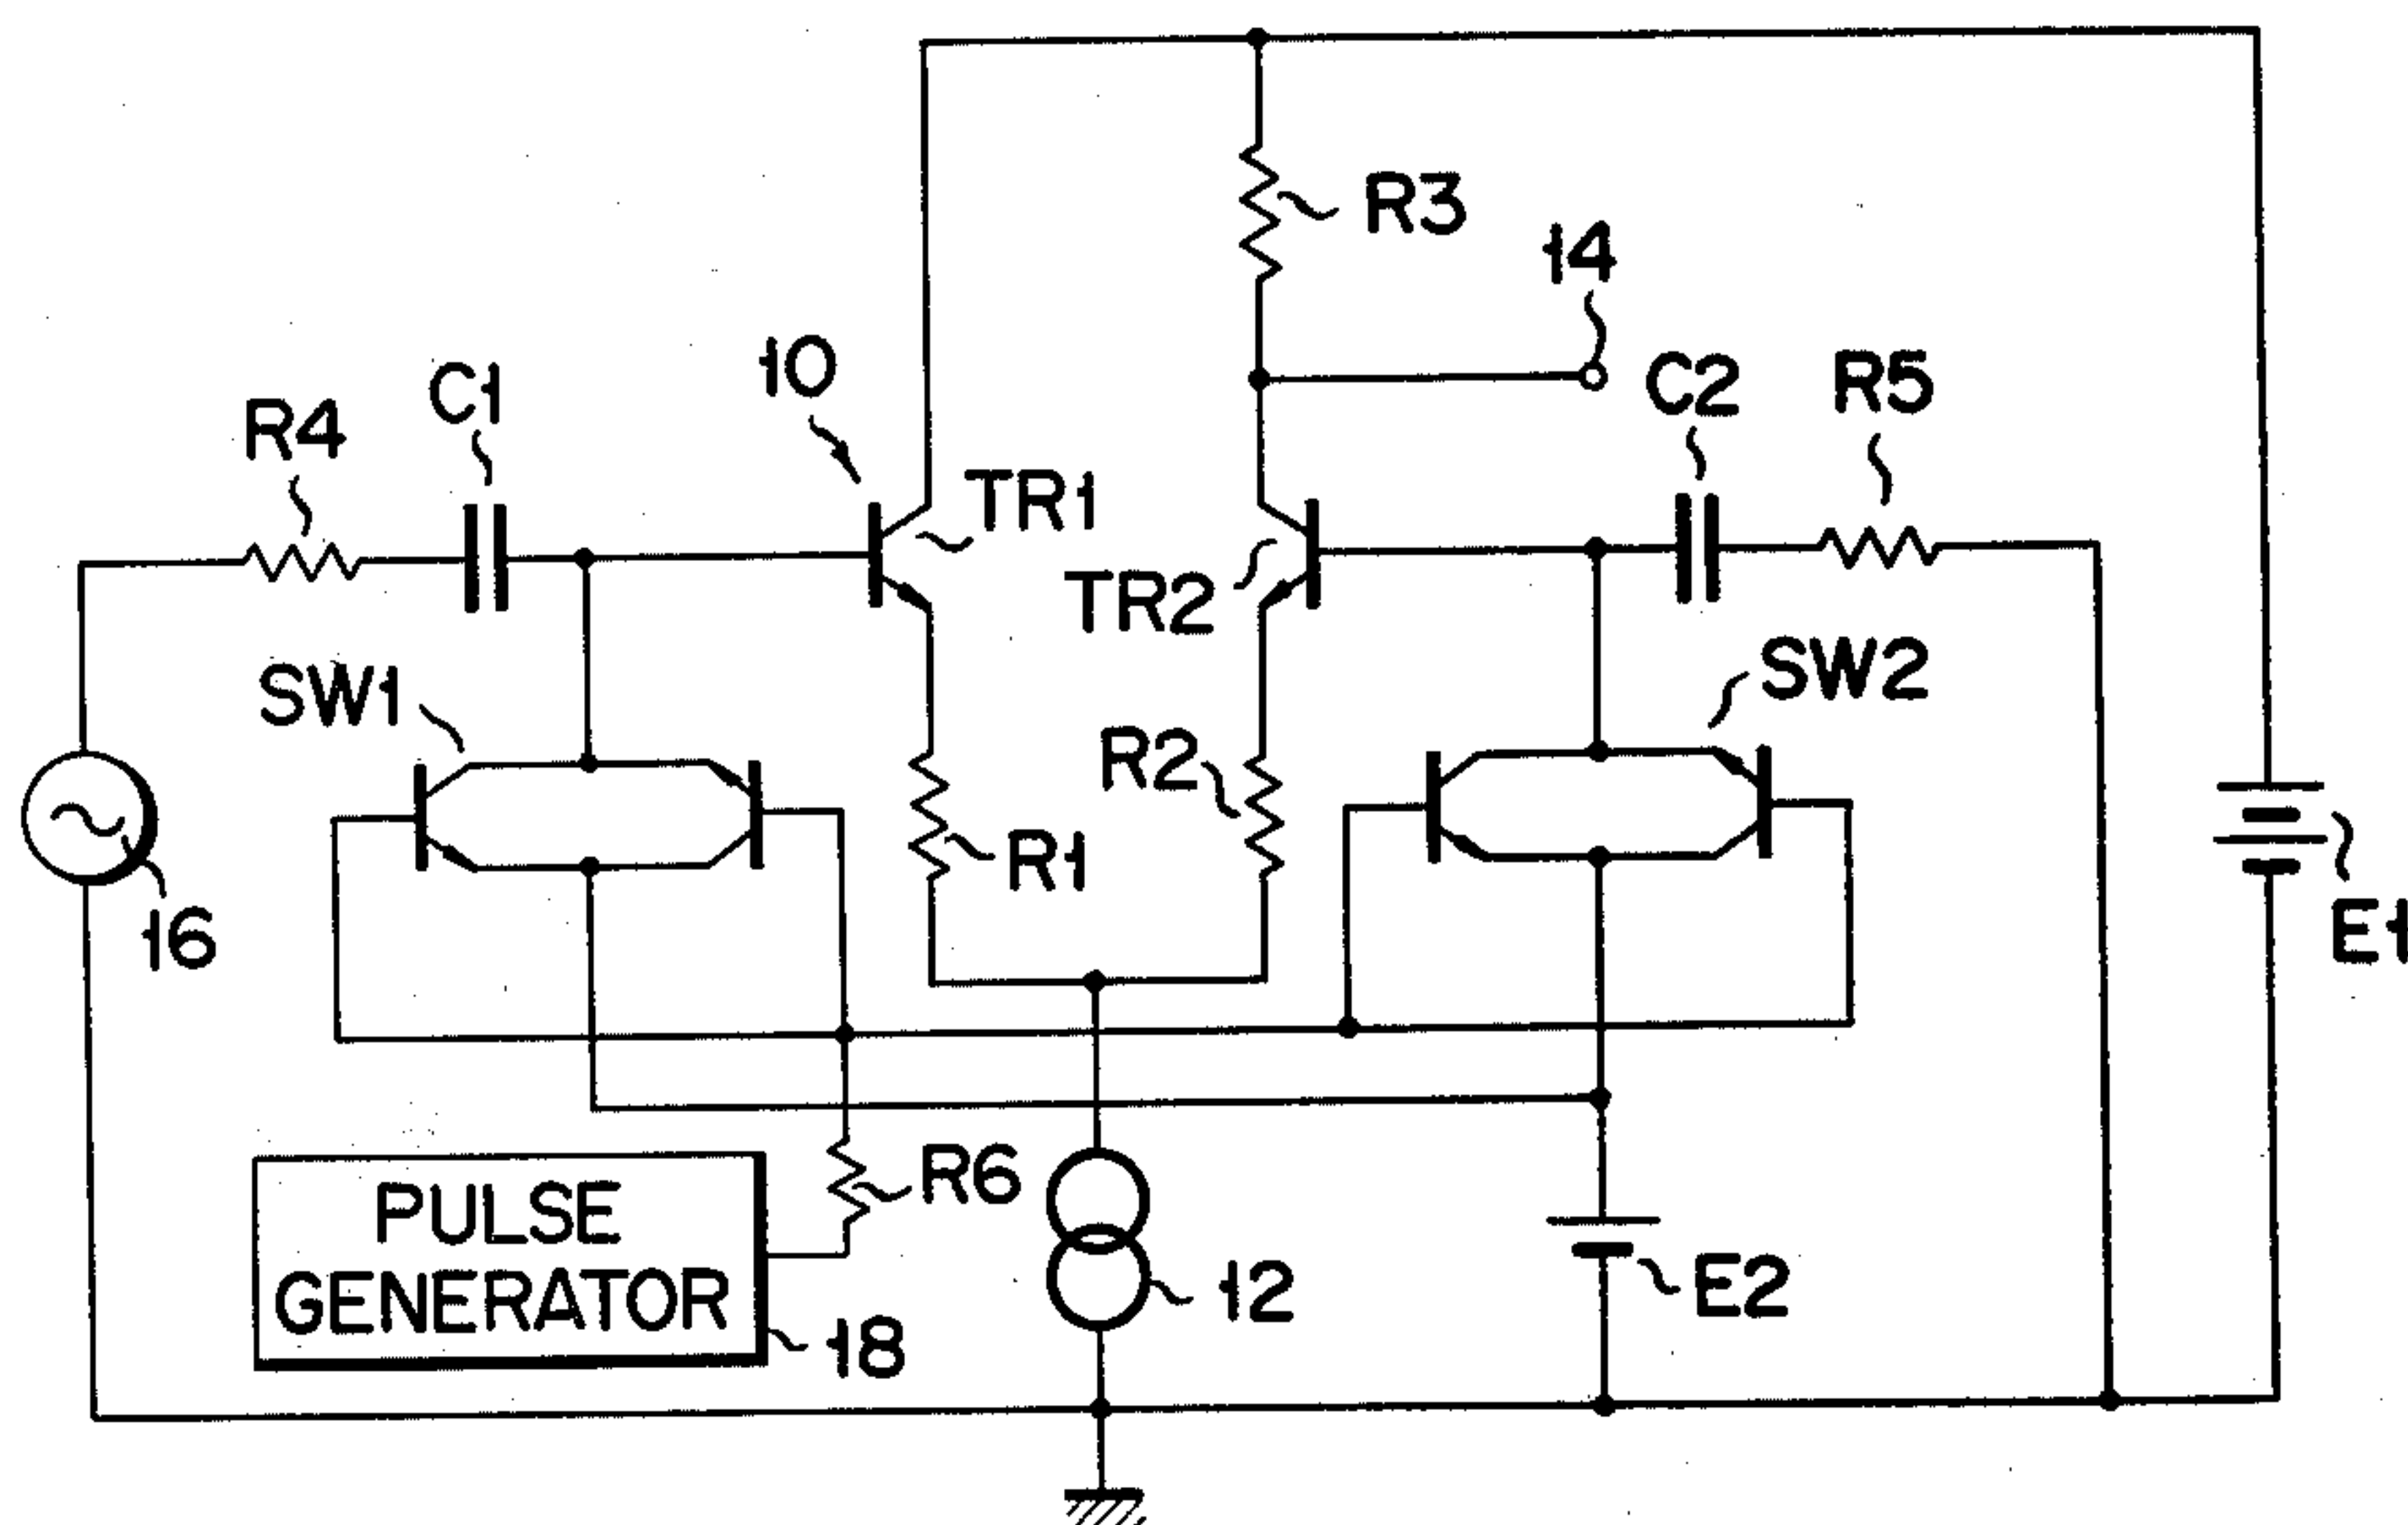 R3
14
10
C1
C2
R5
R4
TR1
TR2
SW1
SW2
R2
R1
16
E1
R6
PULSE
GENERATOR
12
E2
18